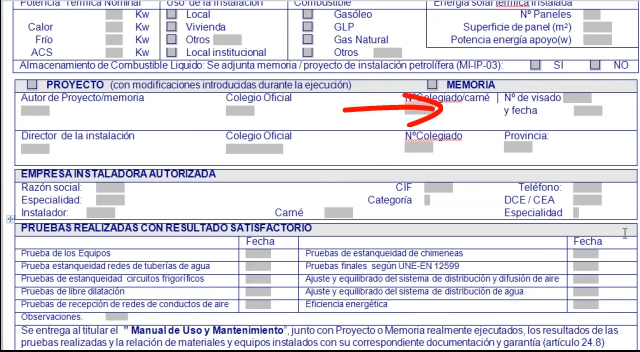 Potencia Térmica Nominal Uso de la Instalación Combustible Energía solar térmica instalada
Kw Local Gasóleo Nº Paneles
Calor Kw Vivienda GLP Superficie de panel (m²)
Frío Kw Otros Gas Natural Potencia energía apoyo(w)
ACS Kw Local institucional Otros
Almacenamiento de Combustible Liquido: Se adjunta memoria / proyecto de instalación petrolífera (MI-IP-03): SI NO
PROYECTO (con modificaciones introducidas durante la ejecución) MEMORIA
Autor de Proyecto/memoria Colegio Oficial NºColegiado/carné | Nº de visado
y fecha
Director de la instalación Colegio Oficial NºColegiado Provincia:
EMPRESA INSTALADORA AUTORIZADA
Razón social: CIF Teléfono:
Especialidad: Categoría DCE / CEA
Instalador: Carné Especialidad
PRUEBAS REALIZADAS CON RESULTADO SATISFACTORIO
Fecha Fecha
Prueba de los Equipos Pruebas de estanqueidad de chimeneas
Prueba estanqueidad redes de tuberías de agua Pruebas finales según UNE-EN 12599
Pruebas de estanqueidad circuitos frigoríficos Ajuste y equilibrado del sistema de distribución y difusión de aire
Pruebas de libre dilatación Ajuste y equilibrado del sistema de distribución de agua
Pruebas de recepción de redes de conductos de aire Eficiencia energética
Observaciones.
Se entrega al titular el " Manual de Uso y Mantenimiento", junto con Proyecto o Memoria realmente ejecutados, los resultados de las
pruebas realizadas y la relación de materiales y equipos instalados con su correspondiente documentación y garantía (artículo 24.8)